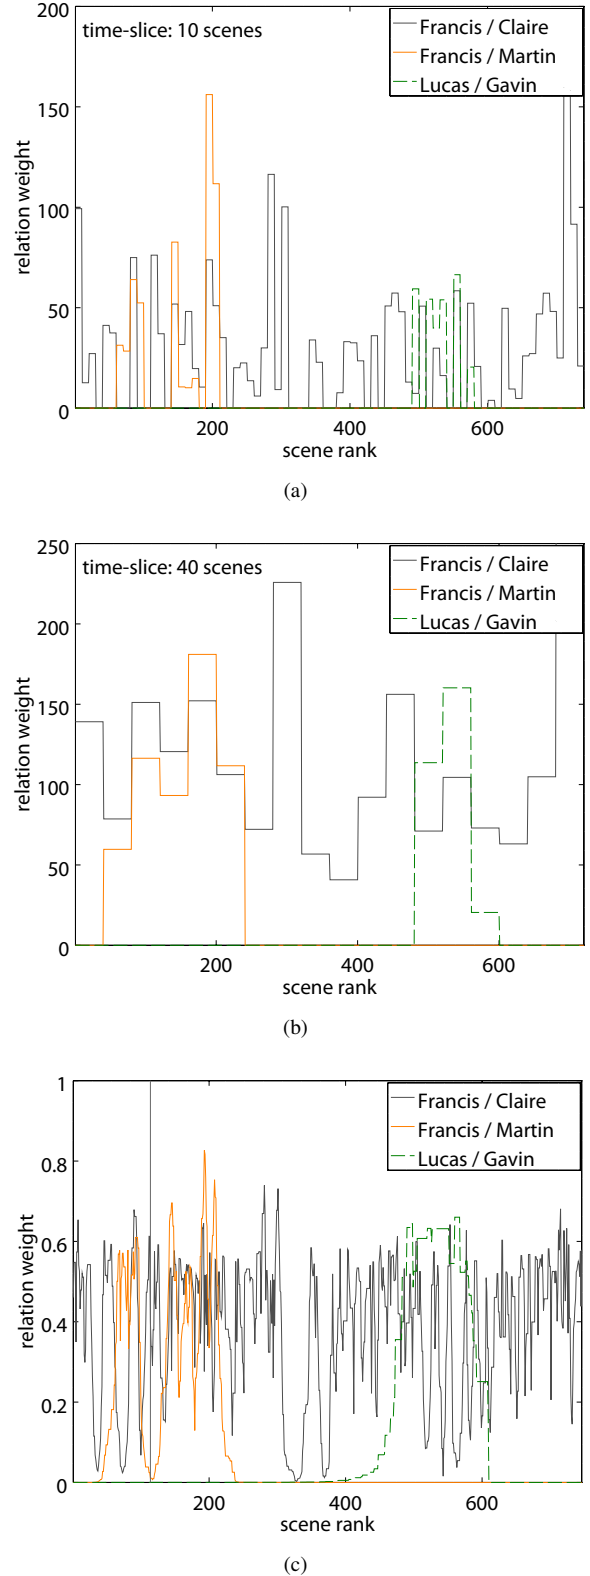 200
time-slice: 10 scenes
Francis / Claire
Francis / Martin
Lucas / Gavin
150
100
50
0
relation weight
200
400
600
scene rank
(a)
250
time-slice: 40 scenes
Francis / Claire
Francis / Martin
Lucas / Gavin
200
150
100
50
0
relation weight
200
400
600
scene rank
(b)
1
Francis / Claire
Francis / Martin
Lucas / Gavin
0.8
0.6
0.4
0.2
0
relation weight
200
400
600
scene rank
(c)